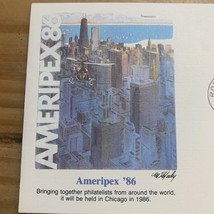 AMERIPEX '86
Ameripex '86
Bringing together philatelists from around the world,
it will be held in Chicago in 1986.